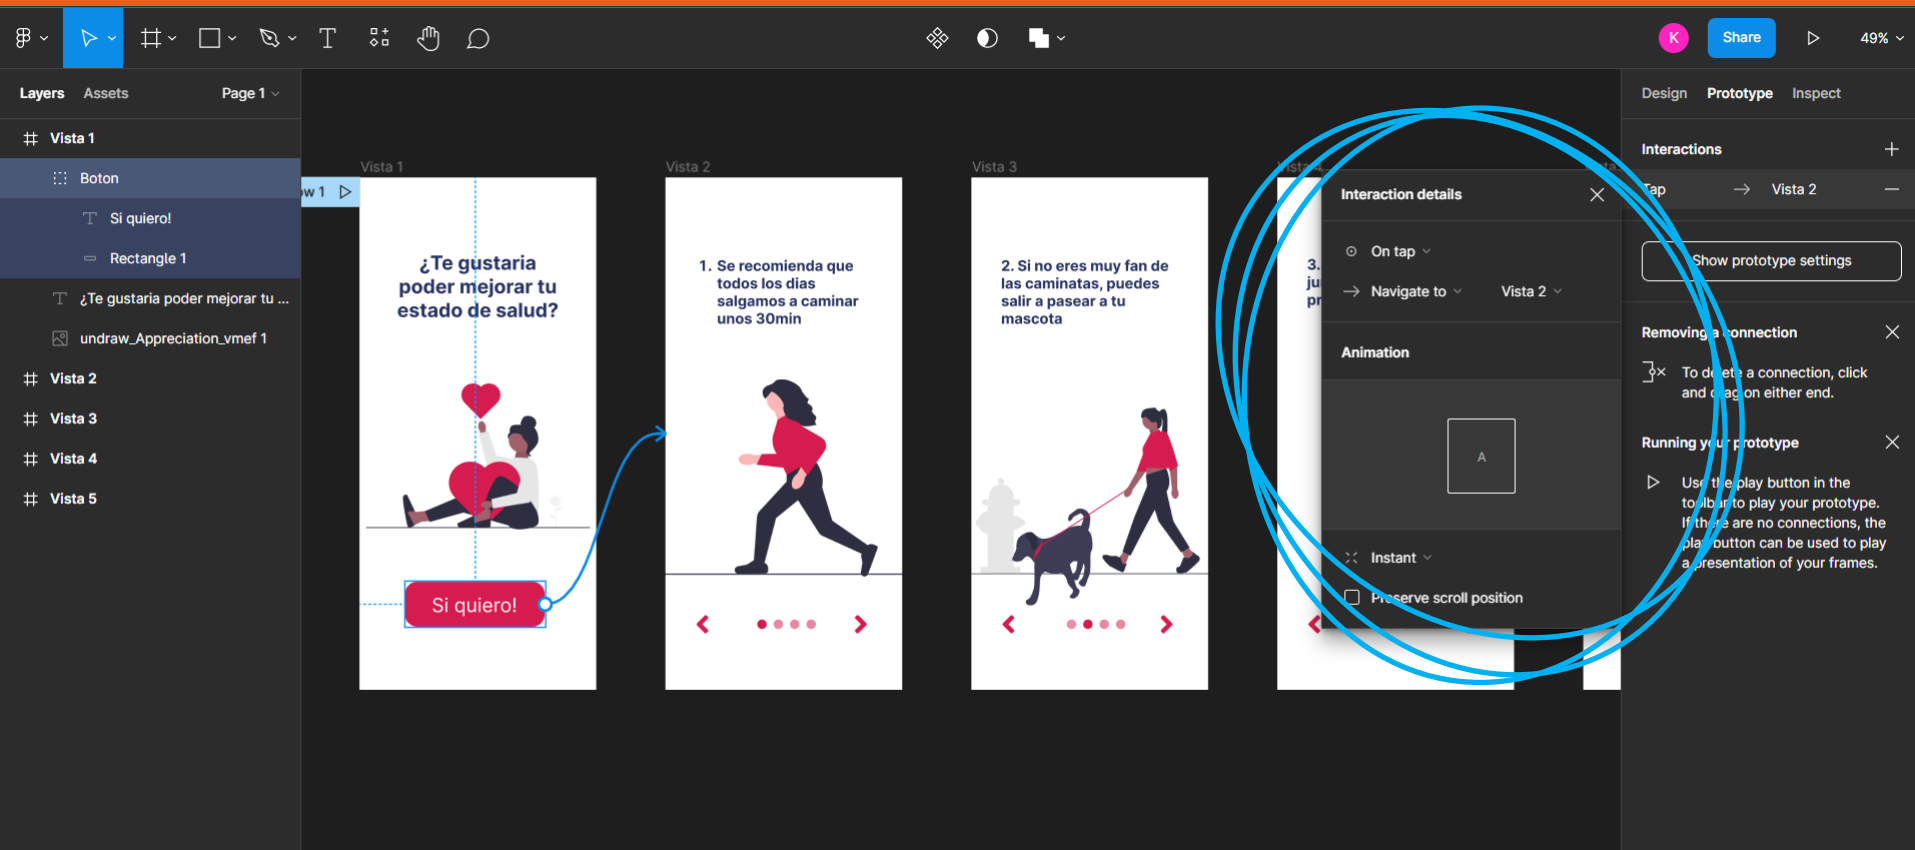 K
Share
49%
Layers
Assets
Page 1
Design
Prototype
Inspect
Vista 1
Boton
Si quiero!
Rectangle 1
¿Te gustaria poder mejorar tu ...
undraw_Appreciation_vmef 1
Vista 2
Vista 3
Vista 4
Vista 5
Vista 1
ow 1
¿Te gustaria
poder mejorar tu
estado de salud?
Si quiero!
Vista 2
1. Se recomienda que
todos los dias
salgamos a caminar
unos 30min
Vista 3
2. Si no eres muy fan de
las caminatas, puedes
salir a pasear a tu
mascota
Vista 4
3.
ju
pr
Interaction details
On tap
Navigate to
Vista 2
Animation
A
Instant
Preserve scroll position
Interactions
Tap
Vista 2
Show prototype settings
Removing a connection
To delete a connection, click
and drag on either end.
Running your prototype
Use the play button in the
toolbar to play your prototype.
If there are no connections, the
play button can be used to play
a presentation of your frames.